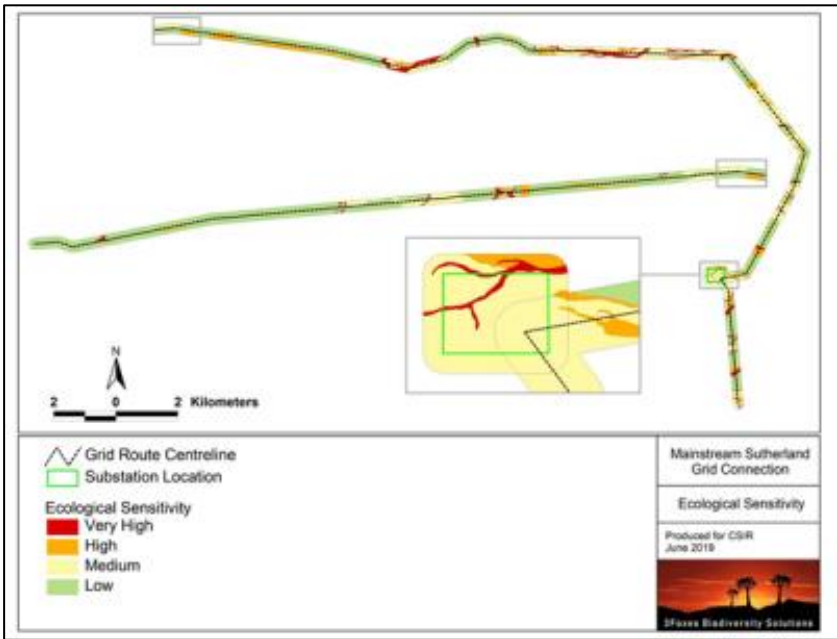 N
2 0 2 Kilometers
Grid Route Centreline
Substation Location
Ecological Sensitivity
Very High
High
Medium
Low
Mainstream Sutherland
Grid Connection
Ecological Sensitivity
Produced for CSIR
June 2019
3Foxes Biodiversity Solutions